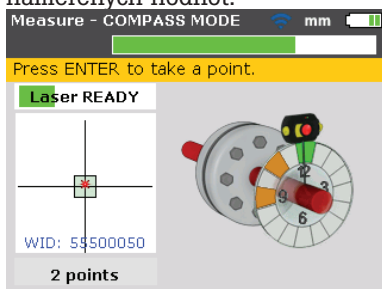 naměřených hodnot.
Measure - COMPASS MODE mm
Press ENTER to take a point.
Laser READY
WID: 55500050
2 points
12
3
9
6